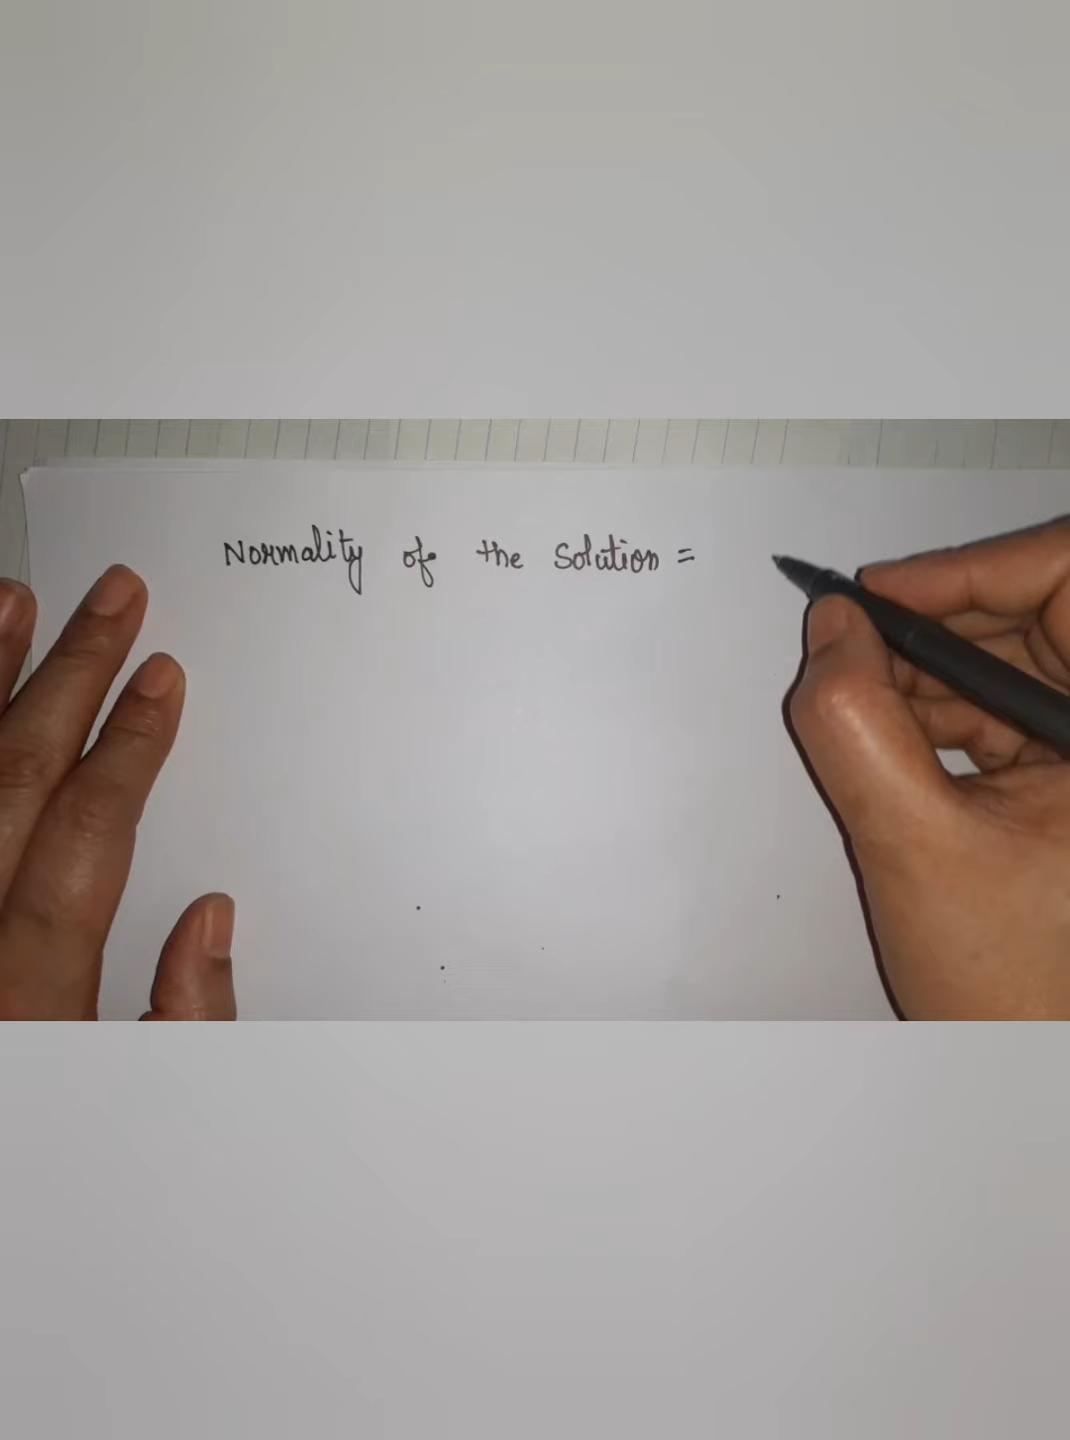 Normality of the Solution =